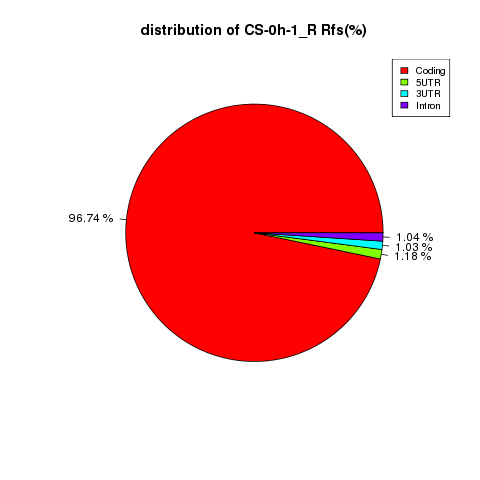 distribution of CS-0h-1_R Rfs(%)
Coding
5UTR
3UTR
Intron
96.74 %
1.04 %
1.03 %
1.18 %